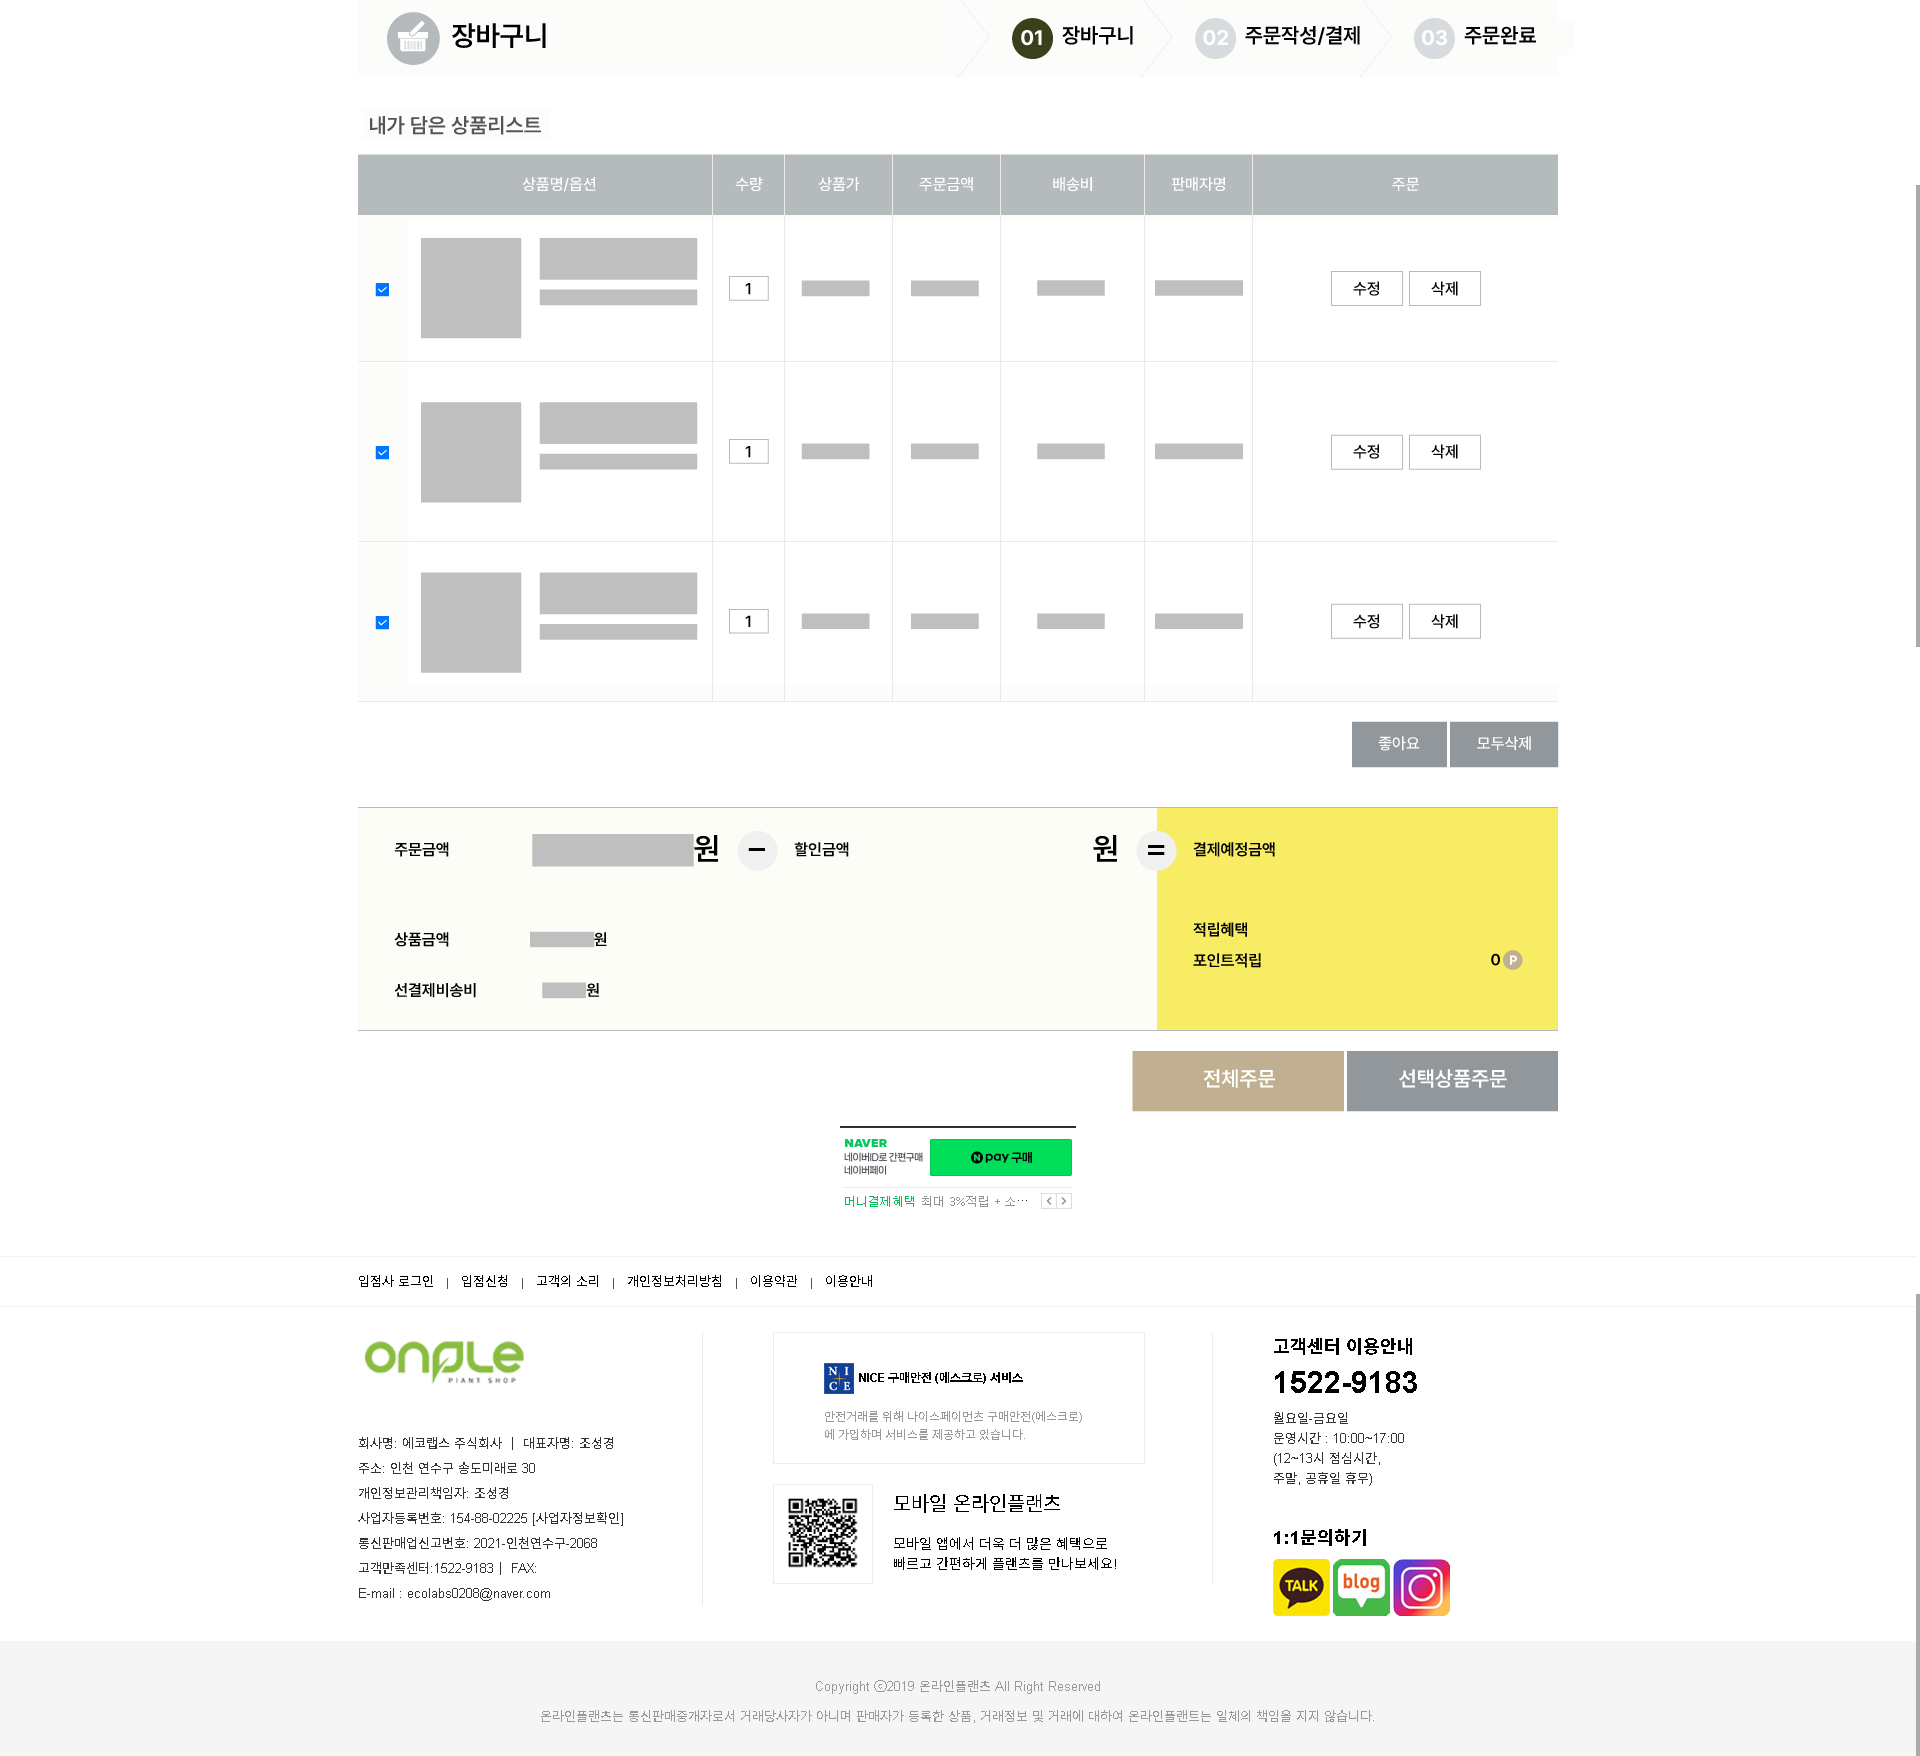 장바구니
01 장바구니
02 주문작성/결제
03 주문완료
내가 담은 상품리스트
상품명/옵션 수량 상품가 주문금액 배송비 판매자명 주문
1 수정 삭제
1 수정 삭제
1 수정 삭제
좋아요 모두삭제
주문금액 원 - 할인금액 원 = 결제예정금액
상품금액 원
선결제비송비 원
적립혜택
포인트적립 0 P
전체주문 선택상품주문
NAVER
네이버ID로 간편구매
네이버페이
N pay 구매
머니결제혜택 최대 3%적립 + 소…
입점사 로그인 | 입점신청 | 고객의 소리 | 개인정보처리방침 | 이용약관 | 이용안내
onple
PLANT SHOP
회사명: 에코랩스 주식회사 | 대표자명: 조성경
주소: 인천 연수구 송도미래로 30
개인정보관리책임자: 조성경
사업자등록번호: 154-88-02225 [사업자정보확인]
통신판매업신고번호: 2021-인천연수구-2068
고객만족센터:1522-9183 | FAX:
E-mail : ecolabs0208@naver.com
NICE
NICE 구매안전 (에스크로) 서비스
안전거래를 위해 나이스페이먼츠 구매안전(에스크로)
에 가입하며 서비스를 제공하고 있습니다.
모바일 온라인플랜츠
모바일 앱에서 더욱 더 많은 혜택으로
빠르고 간편하게 플랜츠를 만나보세요!
고객센터 이용안내
1522-9183
월요일-금요일
운영시간 : 10:00~17:00
(12~13시 점심시간,
주말, 공휴일 휴무)
1:1문의하기
TALK
blog
Copyright ⓒ2019 온라인플랜츠 All Right Reserved
온라인플랜츠는 통신판매중개자로서 거래당사자가 아니며 판매자가 등록한 상품, 거래정보 및 거래에 대하여 온라인플랜트는 일체의 책임을 지지 않습니다.